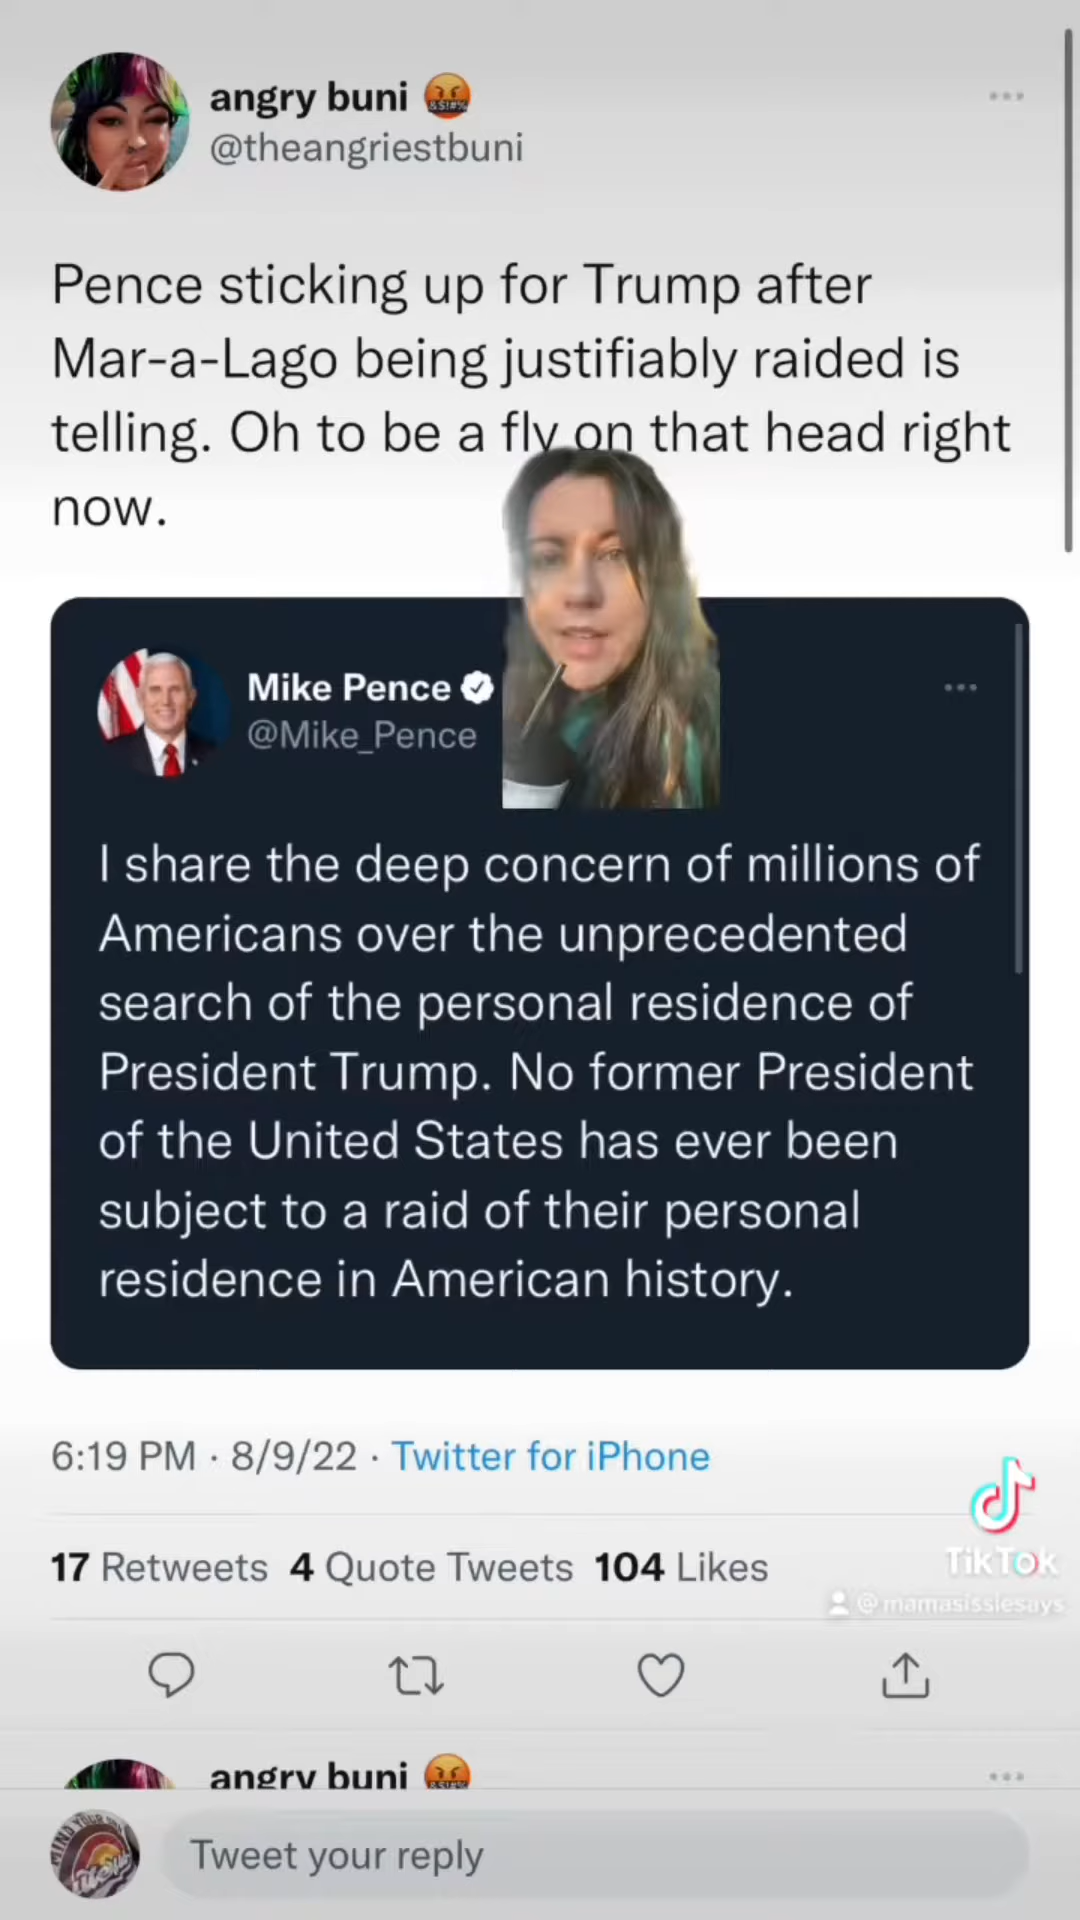 angry buni
@theangriestbuni
Pence sticking up for Trump after
Mar-a-Lago being justifiably raided is
telling. Oh to be a fly on that head right
now.
Mike Pence
@Mike_Pence
I share the deep concern of millions of
Americans over the unprecedented
search of the personal residence of
President Trump. No former President
of the United States has ever been
subject to a raid of their personal
residence in American history.
6:19 PM · 8/9/22 · Twitter for iPhone
17 Retweets 4 Quote Tweets 104 Likes
TikTok
@mamasissiesays
angry buni
Tweet your reply